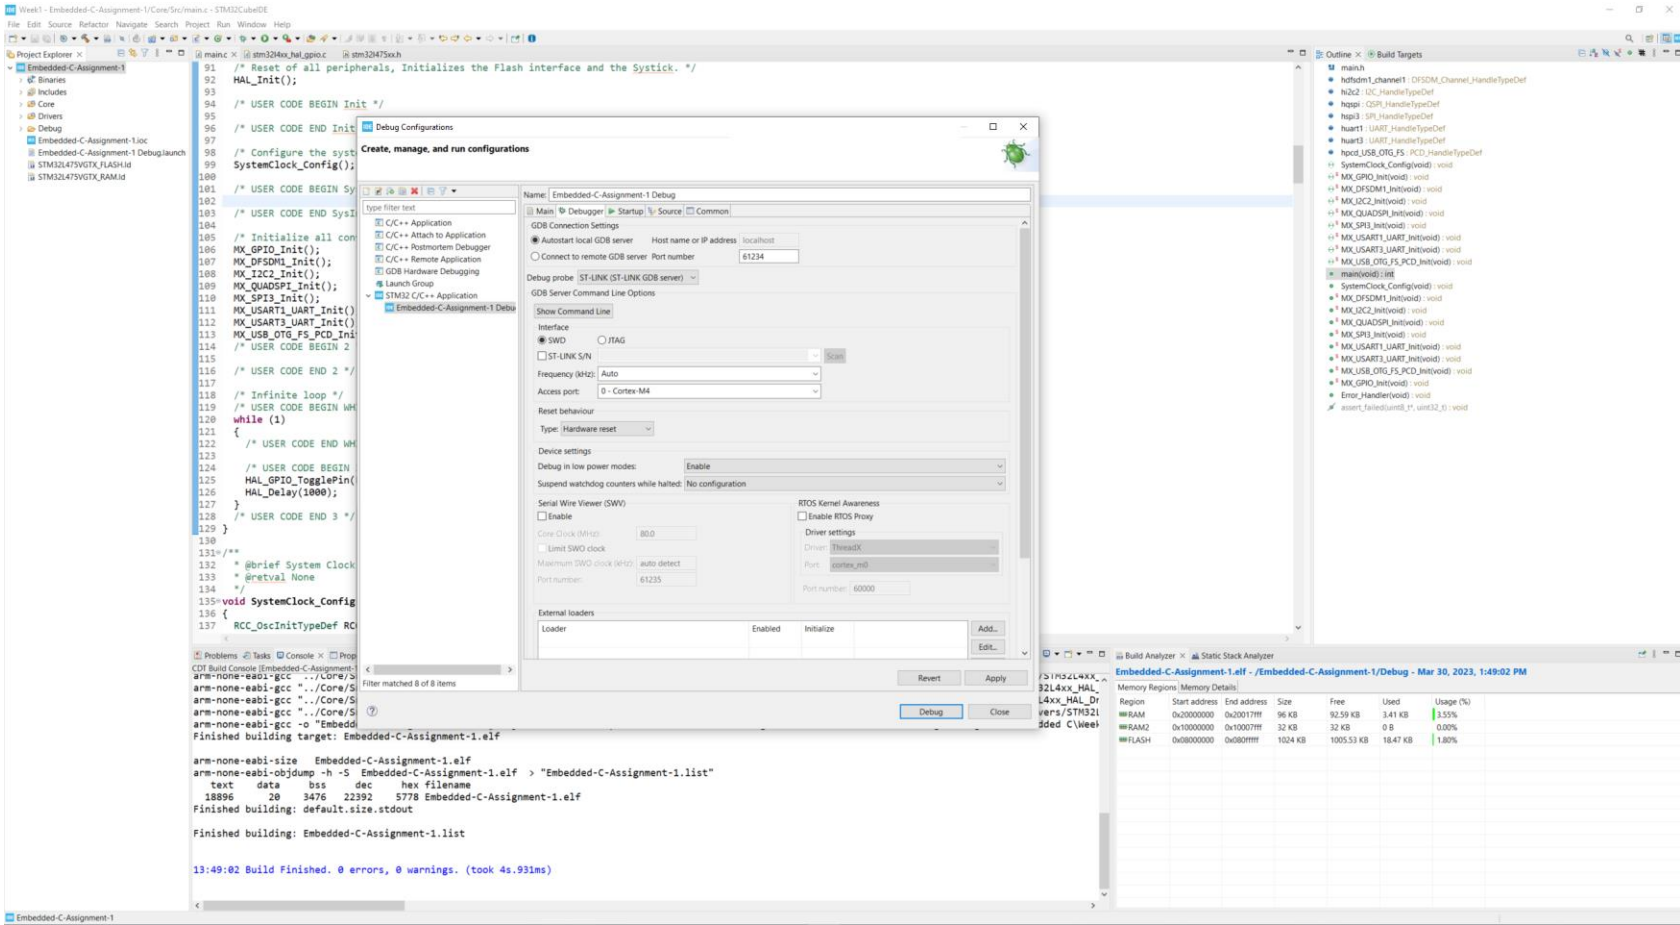 Week1 - Embedded-C-Assignment-1/Core/Src/main.c - STM32CubeIDE
File Edit Source Refactor Navigate Search Project Run Window Help
Project Explorer
Embedded-C-Assignment-1
Binaries
Includes
Core
Drivers
Debug
Embedded-C-Assignment-1.ioc
Embedded-C-Assignment-1 Debug.launch
STM32L475VGTX_FLASH.ld
STM32L475VGTX_RAM.ld
main.c
stm32l4xx_hal_gpio.c
stm32l475xx.h
91 /* Reset of all peripherals, Initializes the Flash interface and the Systick. */
92 HAL_Init();
93
94 /* USER CODE BEGIN Init */
95
96 /* USER CODE END Init
97
98 /* Configure the syst
99 SystemClock_Config();
100
101 /* USER CODE BEGIN Sy
102
103 /* USER CODE END SysI
104
105 /* Initialize all con
106 MX_GPIO_Init();
107 MX_DFSDM1_Init();
108 MX_I2C2_Init();
109 MX_QUADSPI_Init();
110 MX_SPI3_Init();
111 MX_USART1_UART_Init()
112 MX_USART3_UART_Init()
113 MX_USB_OTG_FS_PCD_Ini
114 /* USER CODE BEGIN 2
115
116 /* USER CODE END 2 */
117
118 /* Infinite loop */
119 /* USER CODE BEGIN WH
120 while (1)
121 {
122 /* USER CODE END WH
123
124 /* USER CODE BEGIN
125 HAL_GPIO_TogglePin(
126 HAL_Delay(1000);
127 }
128 /* USER CODE END 3 */
129 }
130
131 /**
132 * @brief System Clock
133 * @retval None
134 */
135 void SystemClock_Config
136 {
137 RCC_OscInitTypeDef RC
Debug Configurations
Create, manage, and run configurations
type filter text
C/C++ Application
C/C++ Attach to Application
C/C++ Postmortem Debugger
C/C++ Remote Application
GDB Hardware Debugging
Launch Group
STM32 C/C++ Application
Embedded-C-Assignment-1 Debu
Filter matched 8 of 8 items
Name: Embedded-C-Assignment-1 Debug
Main Debugger Startup Source Common
GDB Connection Settings
Autostart local GDB server Host name or IP address localhost
Connect to remote GDB server Port number 61234
Debug probe ST-LINK (ST-LINK GDB server)
GDB Server Command Line Options
Show Command Line
Interface
SWD JTAG
ST-LINK S/N Scan
Frequency (kHz): Auto
Access port: 0 - Cortex-M4
Reset behaviour
Type: Hardware reset
Device settings
Debug in low power modes: Enable
Suspend watchdog counters while halted: No configuration
Serial Wire Viewer (SWV)
Enable
Core Clock (MHz): 80.0
Limit SWO clock
Maximum SWO clock (kHz): auto detect
Port number: 61235
RTOS Kernel Awareness
Enable RTOS Proxy
Driver settings
Driver: ThreadX
Port: cortex_m0
Port number: 60000
External loaders
Loader Enabled Initialize
Add...
Edit...
Revert Apply
Debug Close
Outline Build Targets
main.h
hdfsdm1_channel1 : DFSDM_Channel_HandleTypeDef
hi2c2 : I2C_HandleTypeDef
hqspi : QSPI_HandleTypeDef
hspi3 : SPI_HandleTypeDef
huart1 : UART_HandleTypeDef
huart3 : UART_HandleTypeDef
hpcd_USB_OTG_FS : PCD_HandleTypeDef
SystemClock_Config(void) : void
MX_GPIO_Init(void) : void
MX_DFSDM1_Init(void) : void
MX_I2C2_Init(void) : void
MX_QUADSPI_Init(void) : void
MX_SPI3_Init(void) : void
MX_USART1_UART_Init(void) : void
MX_USART3_UART_Init(void) : void
MX_USB_OTG_FS_PCD_Init(void) : void
main(void) : int
SystemClock_Config(void) : void
MX_DFSDM1_Init(void) : void
MX_I2C2_Init(void) : void
MX_QUADSPI_Init(void) : void
MX_SPI3_Init(void) : void
MX_USART1_UART_Init(void) : void
MX_USART3_UART_Init(void) : void
MX_USB_OTG_FS_PCD_Init(void) : void
MX_GPIO_Init(void) : void
Error_Handler(void) : void
assert_failed(uint8_t*, uint32_t) : void
Problems Tasks Console Prop
CDT Build Console [Embedded-C-Assignment-
arm-none-eabi-gcc "../Core/S
arm-none-eabi-gcc "../Core/S
arm-none-eabi-gcc "../Core/S
arm-none-eabi-gcc "../Core/S
arm-none-eabi-gcc -o "Embedd
Finished building target: Embedded-C-Assignment-1.elf
arm-none-eabi-size Embedded-C-Assignment-1.elf
arm-none-eabi-objdump -h -S Embedded-C-Assignment-1.elf > "Embedded-C-Assignment-1.list"
text data bss dec hex filename
18896 20 3476 22392 5778 Embedded-C-Assignment-1.elf
Finished building: default.size.stdout
Finished building: Embedded-C-Assignment-1.list
13:49:02 Build Finished. 0 errors, 0 warnings. (took 4s.931ms)
Build Analyzer Static Stack Analyzer
Embedded-C-Assignment-1.elf - /Embedded-C-Assignment-1/Debug - Mar 30, 2023, 1:49:02 PM
Memory Regions Memory Details
Region Start address End address Size Free Used Usage (%)
RAM 0x20000000 0x20017fff 96 KB 92.59 KB 3.41 KB 3.55%
RAM2 0x10000000 0x10007fff 32 KB 32 KB 0 B 0.00%
FLASH 0x08000000 0x080fffff 1024 KB 1005.53 KB 18.47 KB 1.80%
Embedded-C-Assignment-1